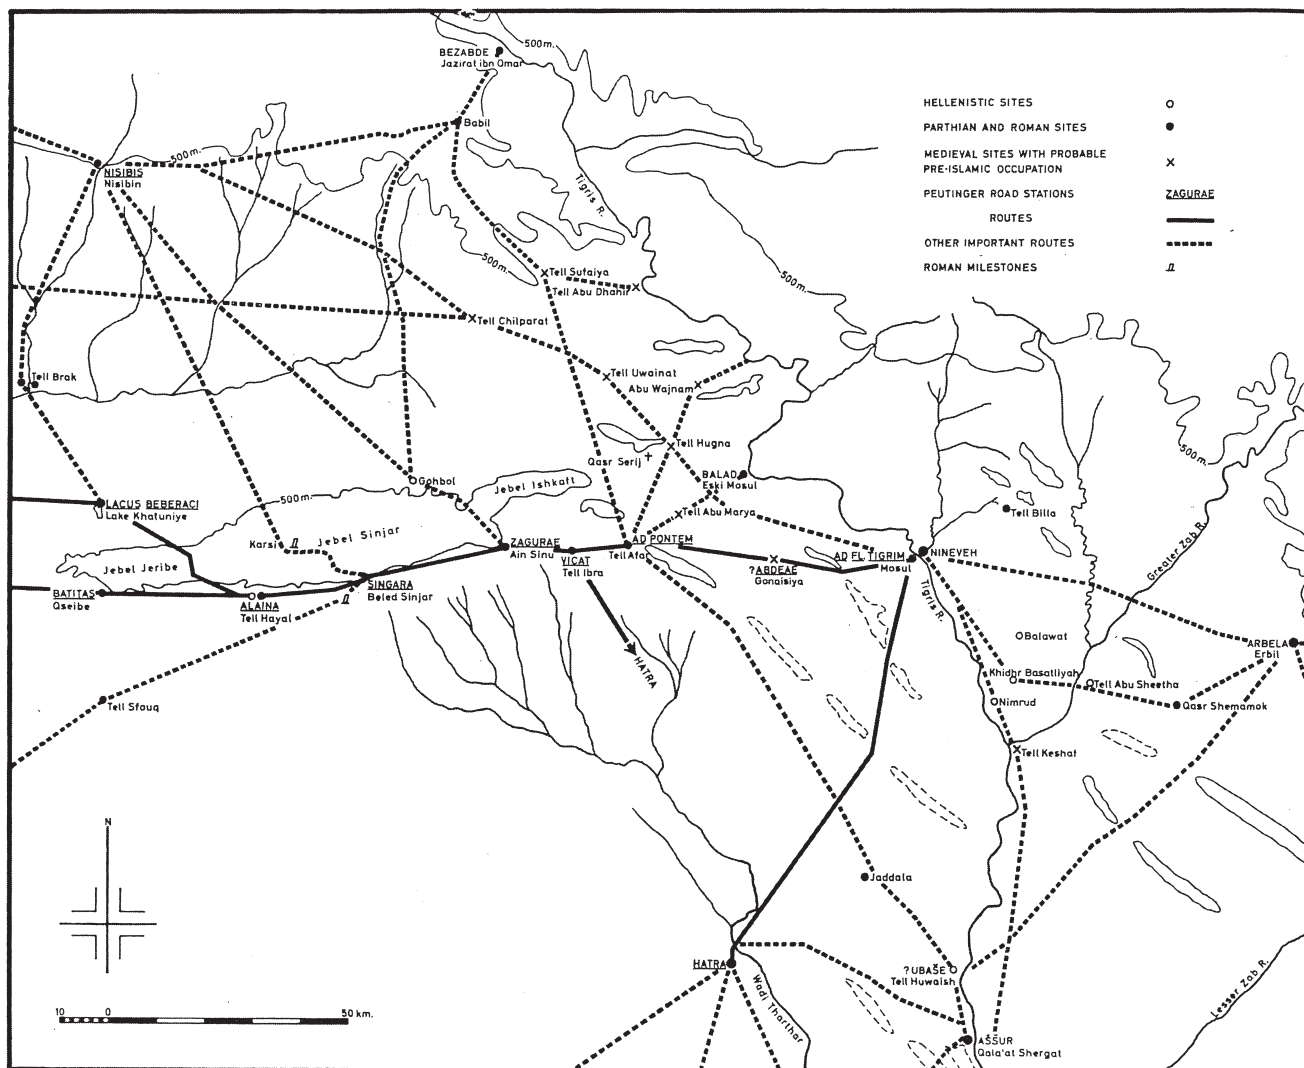 BEZABDE
Jazirat ibn Omar
500m.
Babil
500m.
NISIBIS
Nisibin
Tigris R.
500m.
HELLENISTIC SITES
PARTHIAN AND ROMAN SITES
MEDIEVAL SITES WITH PROBABLE
PRE-ISLAMIC OCCUPATION
PEUTINGER ROAD STATIONS ZAGURAE
ROUTES
OTHER IMPORTANT ROUTES
ROMAN MILESTONES
Tell Sufaiya
Tell Abu Dhahir
500m.
Tell Chilparat
Tell Brak
Tell Uwainat
Abu Wajnam
Tell Hugna
Qasr Serij
500m.
BALAD
Eski Mosul
Gohbol
Jebel Ishkaft
500m.
LACUS BEBERACI
Lake Khatuniye
Tell Abu Marya
Tell Billa
Jebel Sinjar
Karsi
ZAGURAE
Ain Sinu
VICAT
Tell Ibra
AD PONTEM
Tell Afar
?ABDEAE
Gonaisiya
AD FL. TIGRIM
Mosul
NINEVEH
Greater Zab R.
Jebel Jeribe
BATITAS
Qseibe
ALAINA
Tell Hayal
SINGARA
Beled Sinjar
Tigris R.
Balawat
ARBELA
Erbil
HATRA
Khidhr Basatliyah
Tell Abu Sheetha
Tell Sfouq
Nimrud
Qasr Shemamok
Tell Keshaf
N
Jaddala
HATRA
?UBAŠE
Tell Huwaish
Wadi Tharthar
Lesser Zab R.
10 0 50 km.
AŠŠUR
Qala'at Shergat